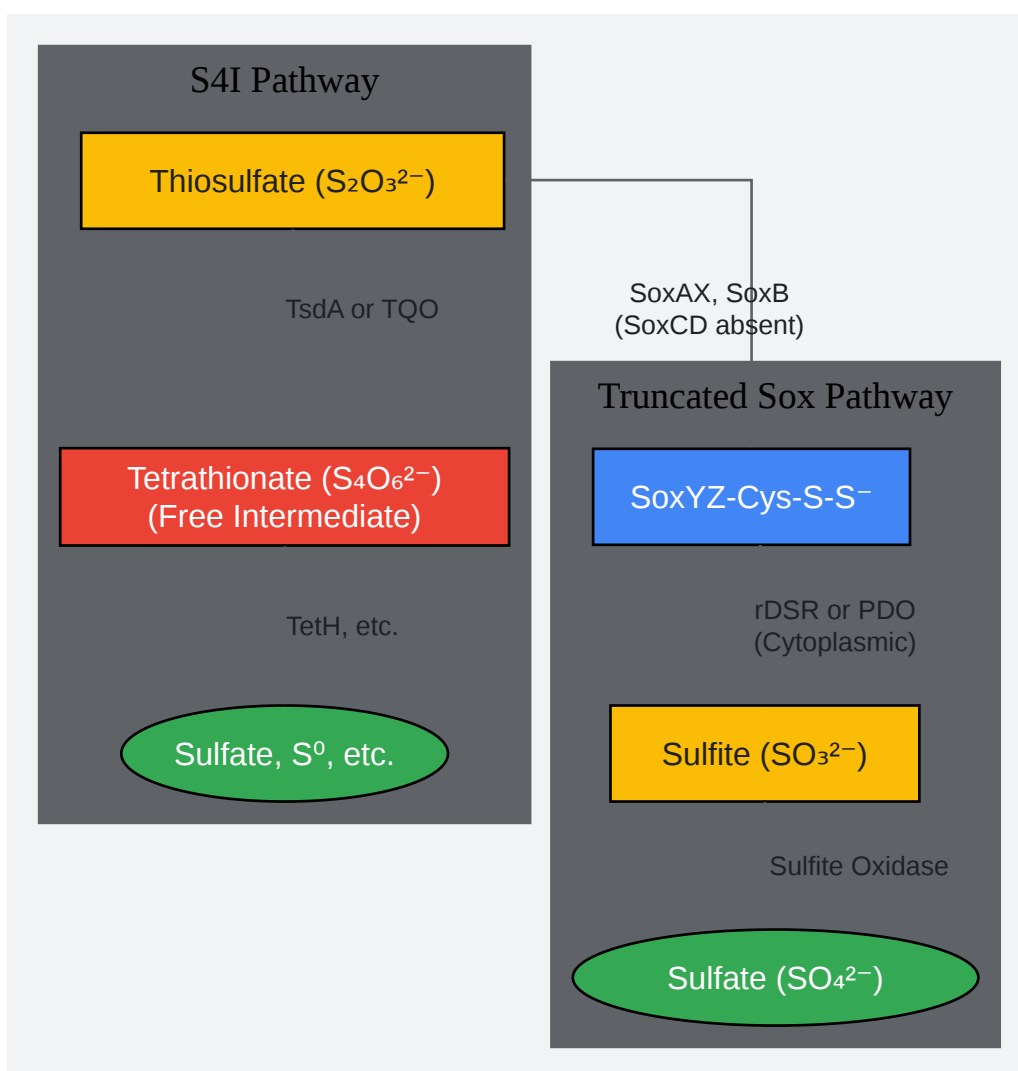 S4I Pathway
Thiosulfate (S₂O₃²⁻)
TsdA or TQO
Tetrathionate (S₄O₆²⁻)
(Free Intermediate)
TetH, etc.
Sulfate, S⁰, etc.
SoxAX, SoxB
(SoxCD absent)
Truncated Sox Pathway
SoxYZ-Cys-S-S⁻
rDSR or PDO
(Cytoplasmic)
Sulfite (SO₃²⁻)
Sulfite Oxidase
Sulfate (SO₄²⁻)